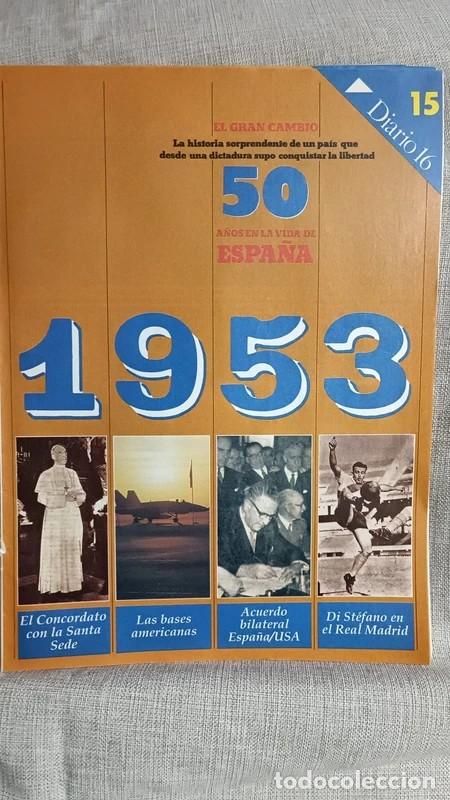 15
Diario 16
EL GRAN CAMBIO
La historia sorprendente de un país que
desde una dictadura supo conquistar la libertad
50
AÑOS EN LA VIDA DE
ESPAÑA
1953
El Concordato
con la Santa
Sede
Las bases
americanas
Acuerdo
bilateral
España/USA
Di Stéfano en
el Real Madrid
todocoleccion.net